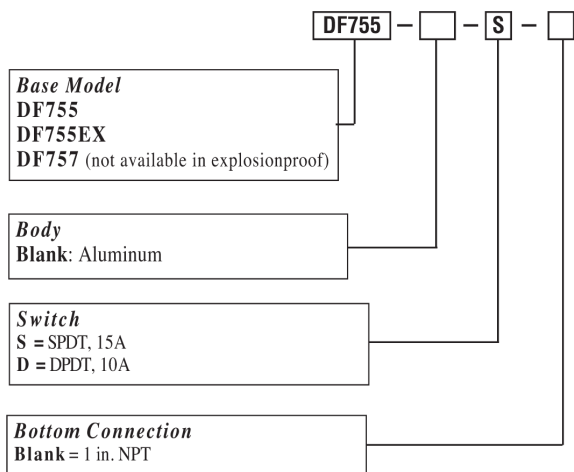 DF755 – – S –
Base Model
DF755
DF755EX
DF757 (not available in explosionproof)
Body
Blank: Aluminum
Switch
S = SPDT, 15A
D = DPDT, 10A
Bottom Connection
Blank = 1 in. NPT